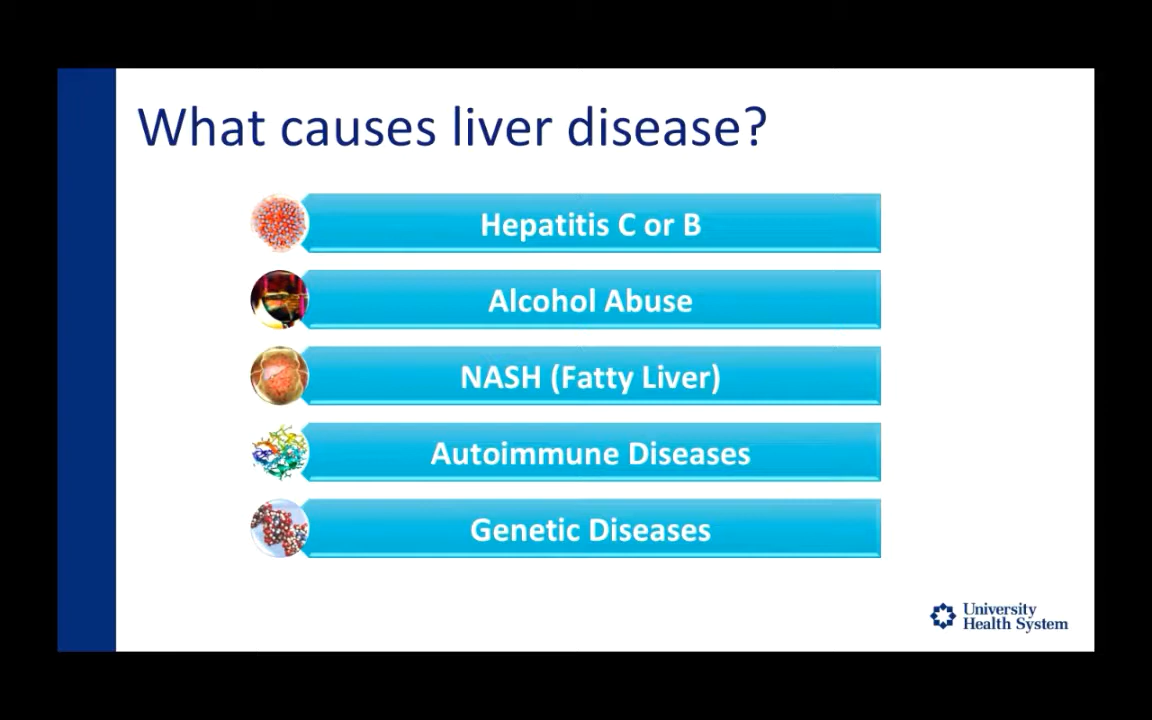 What causes liver disease?
Hepatitis C or B
Alcohol Abuse
NASH (Fatty Liver)
Autoimmune Diseases
Genetic Diseases
University
Health System